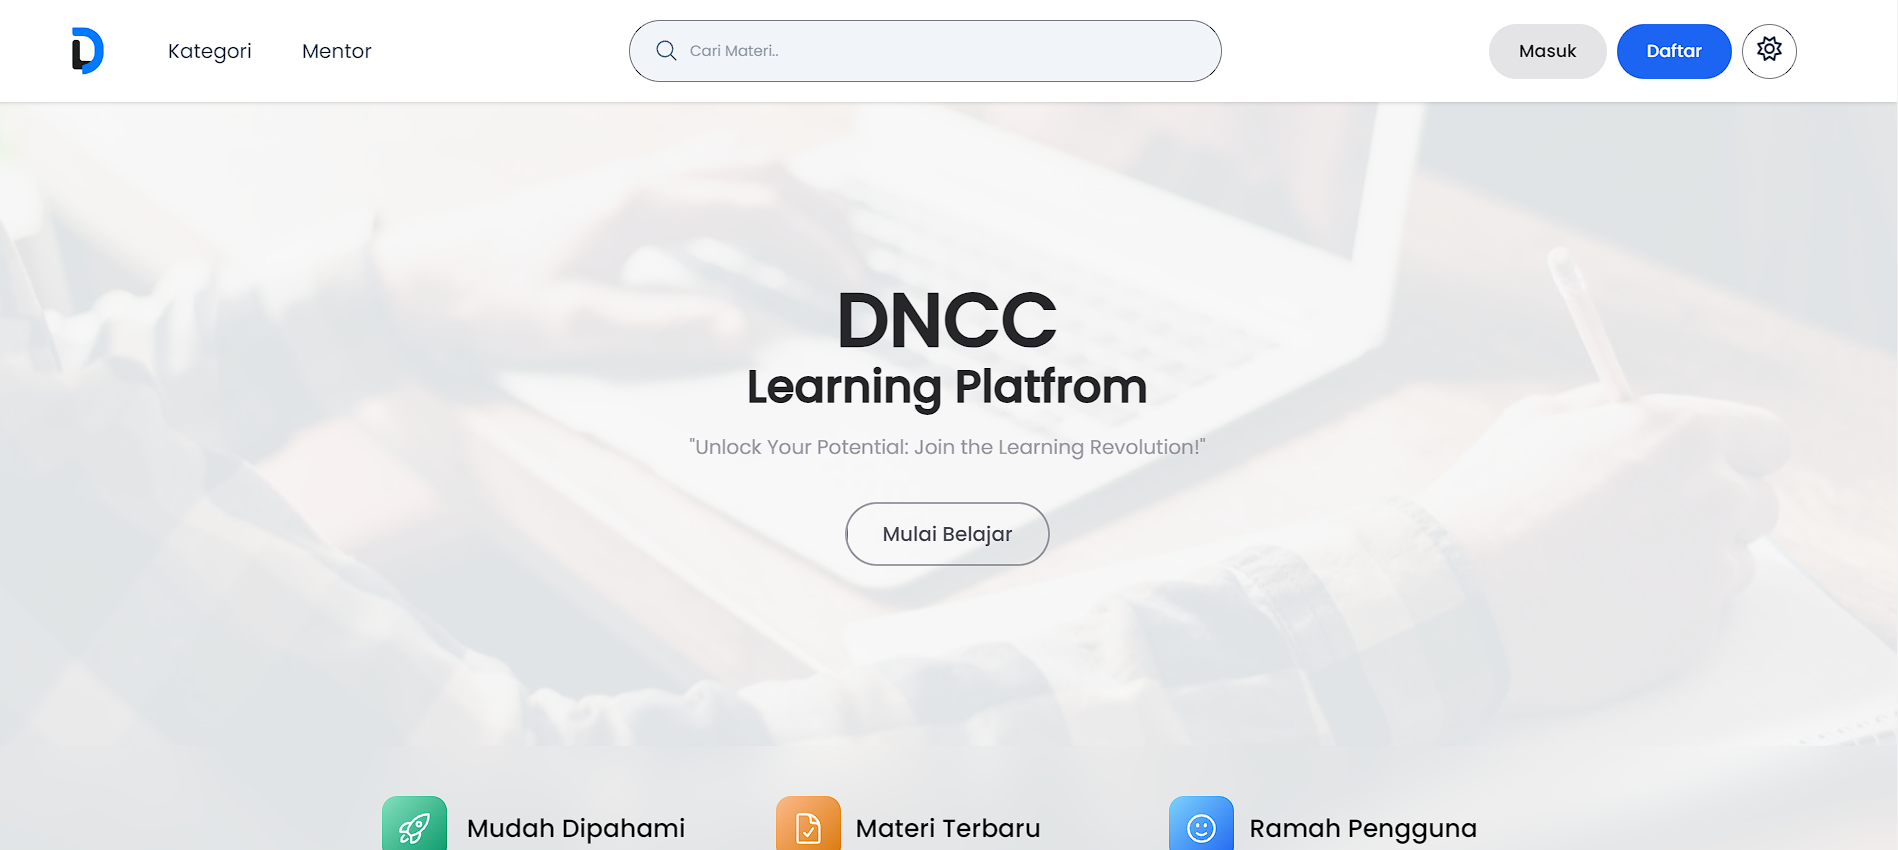 Kategori
Mentor
Cari Materi..
Masuk
Daftar
DNCC
Learning Platfrom
"Unlock Your Potential: Join the Learning Revolution!"
Mulai Belajar
Mudah Dipahami
Materi Terbaru
Ramah Pengguna